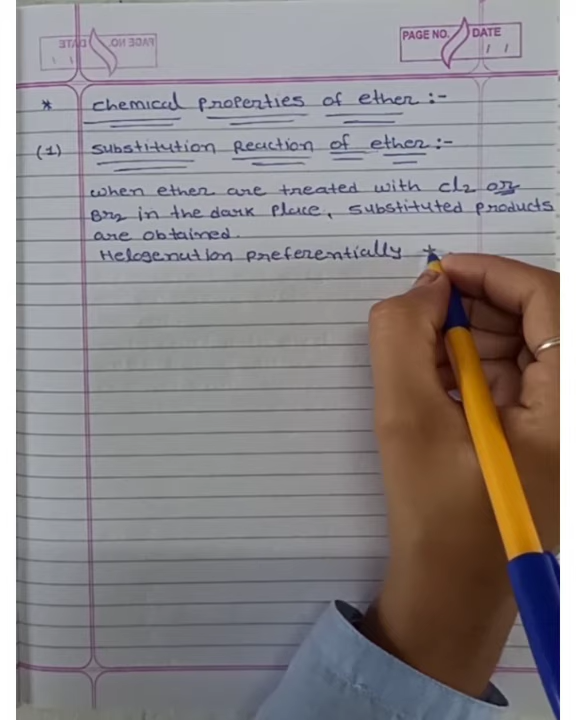 PAGE NO. DATE
/ /
* Chemical Properties of ether :-
(1) Substitution Reaction of ether :-
when ether are treated with cl2 or
Br2 in the dark place, substituted products
are obtained.
Helogenution preferentially